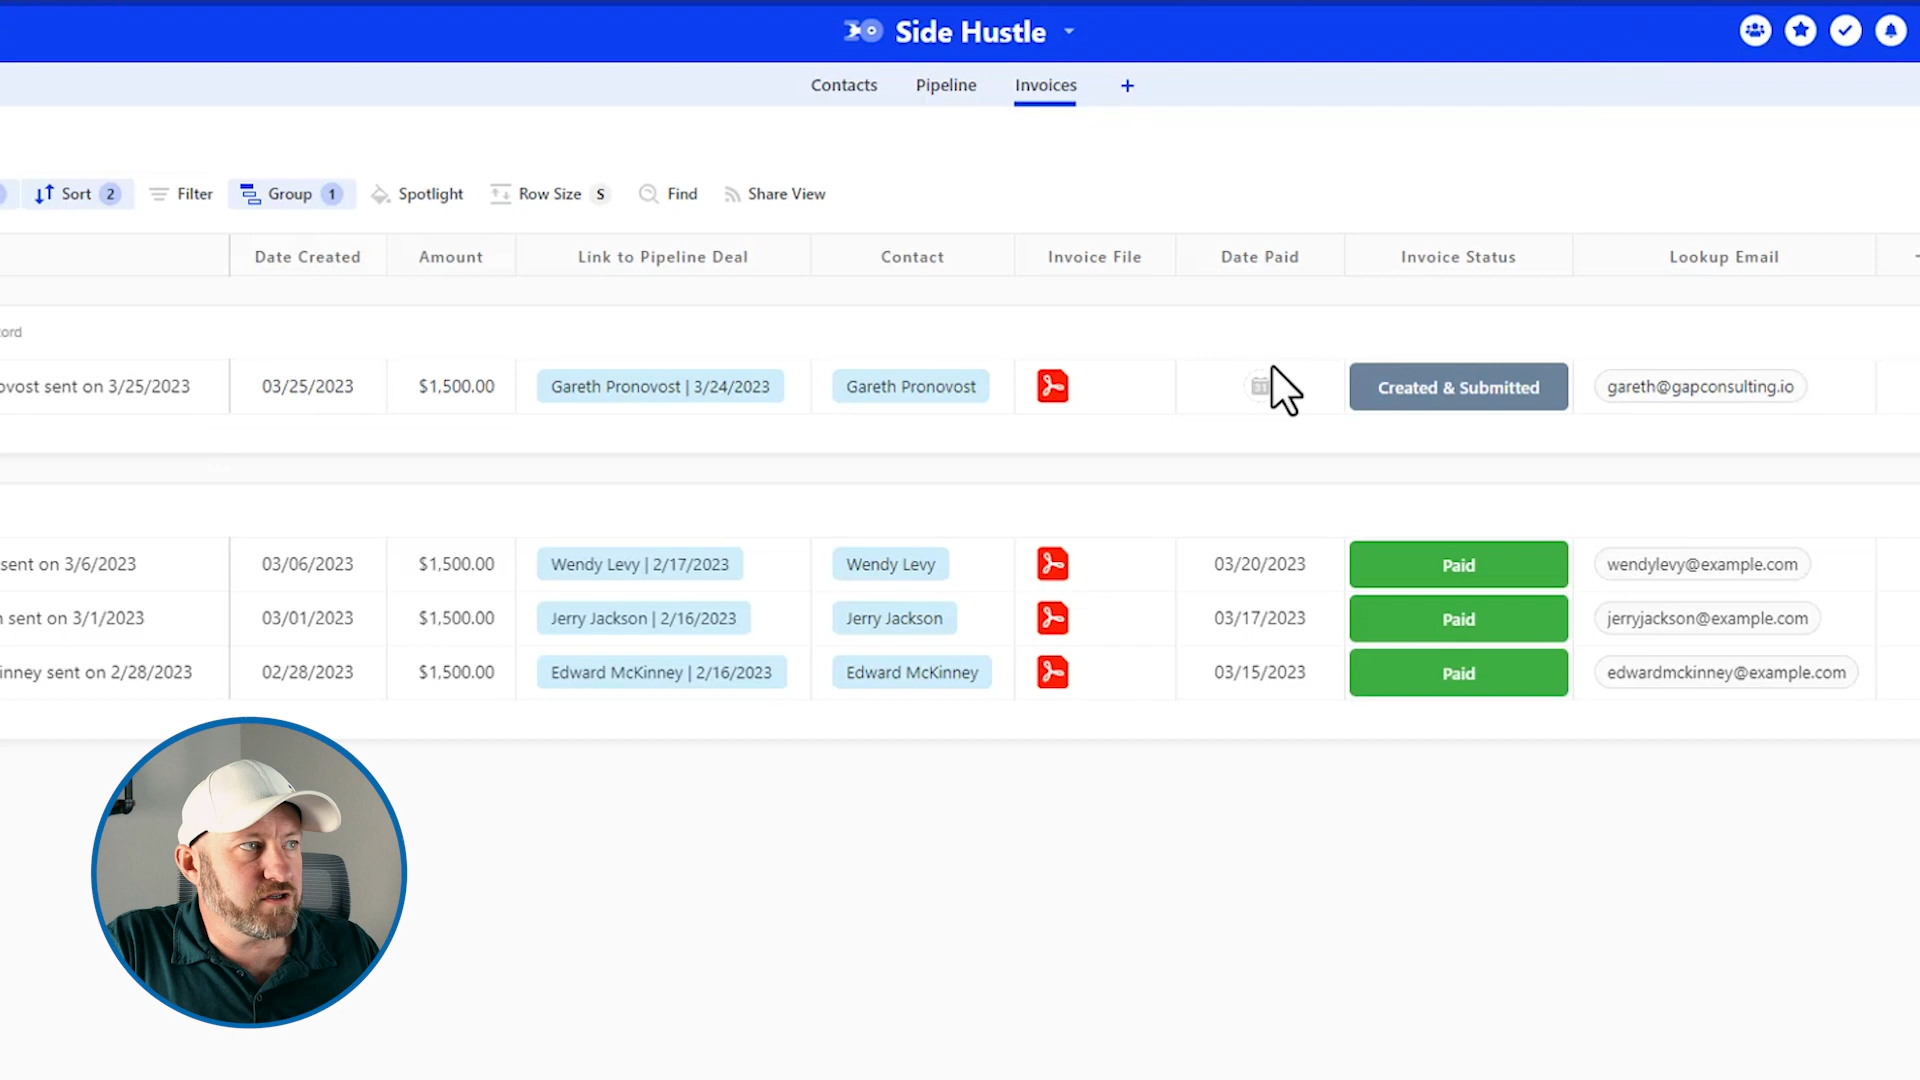 Side Hustle
Contacts Pipeline Invoices +
Sort 2 Filter Group 1 Spotlight Row Size S Find Share View
Date Created Amount Link to Pipeline Deal Contact Invoice File Date Paid Invoice Status Lookup Email
ord
ovost sent on 3/25/2023 03/25/2023 $1,500.00 Gareth Pronovost | 3/24/2023 Gareth Pronovost Created & Submitted gareth@gapconsulting.io
sent on 3/6/2023 03/06/2023 $1,500.00 Wendy Levy | 2/17/2023 Wendy Levy 03/20/2023 Paid wendylevy@example.com
n sent on 3/1/2023 03/01/2023 $1,500.00 Jerry Jackson | 2/16/2023 Jerry Jackson 03/17/2023 Paid jerryjackson@example.com
inney sent on 2/28/2023 02/28/2023 $1,500.00 Edward McKinney | 2/16/2023 Edward McKinney 03/15/2023 Paid edwardmckinney@example.com